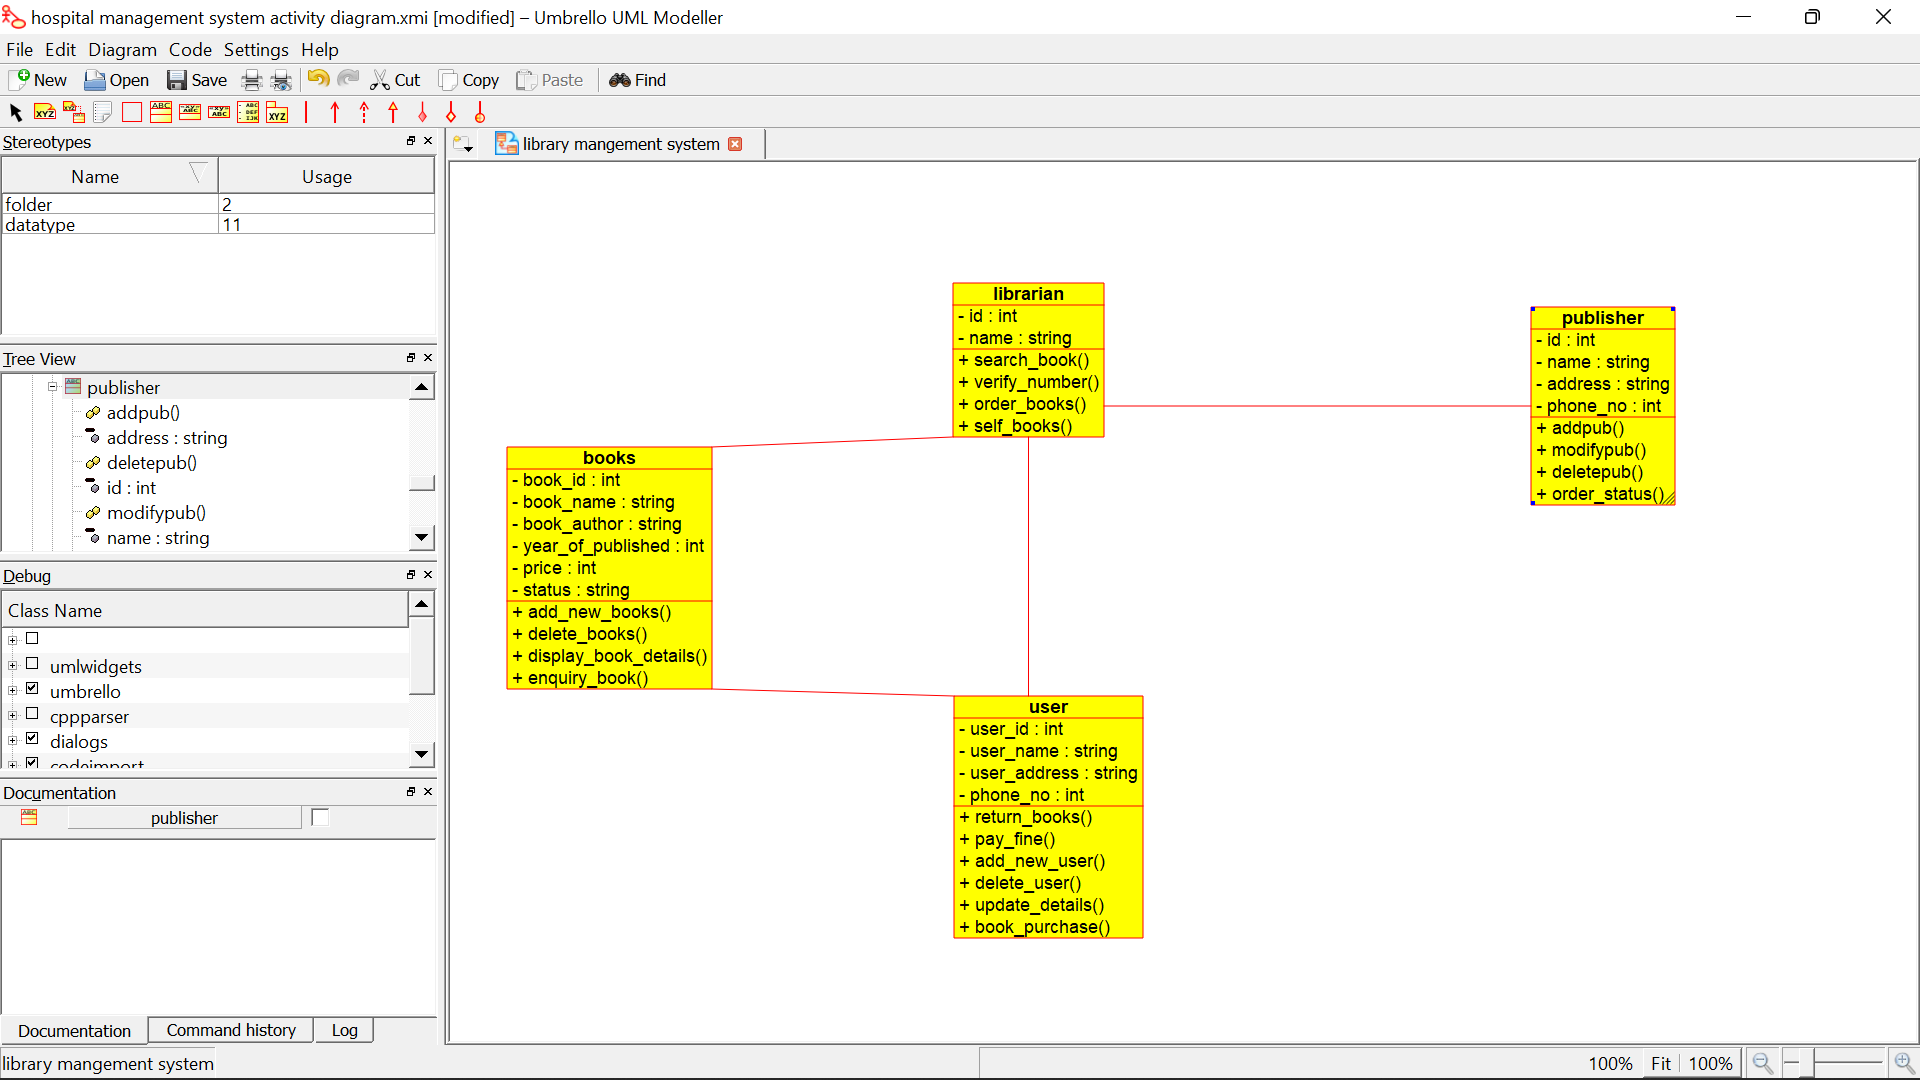 hospital management system activity diagram.xmi [modified] – Umbrello UML Modeller
File Edit Diagram Code Settings Help
New Open Save Cut Copy Paste Find
Stereotypes
Name Usage
folder 2
datatype 11
Tree View
publisher
addpub()
address : string
deletepub()
id : int
modifypub()
name : string
Debug
Class Name
umlwidgets
umbrello
cppparser
dialogs
codeimport
Documentation
publisher
Documentation Command history Log
library mangement system
library mangement system
librarian
- id : int
- name : string
+ search_book()
+ verify_number()
+ order_books()
+ self_books()
publisher
- id : int
- name : string
- address : string
- phone_no : int
+ addpub()
+ modifypub()
+ deletepub()
+ order_status()
books
- book_id : int
- book_name : string
- book_author : string
- year_of_published : int
- price : int
- status : string
+ add_new_books()
+ delete_books()
+ display_book_details()
+ enquiry_book()
user
- user_id : int
- user_name : string
- user_address : string
- phone_no : int
+ return_books()
+ pay_fine()
+ add_new_user()
+ delete_user()
+ update_details()
+ book_purchase()
100% Fit 100%